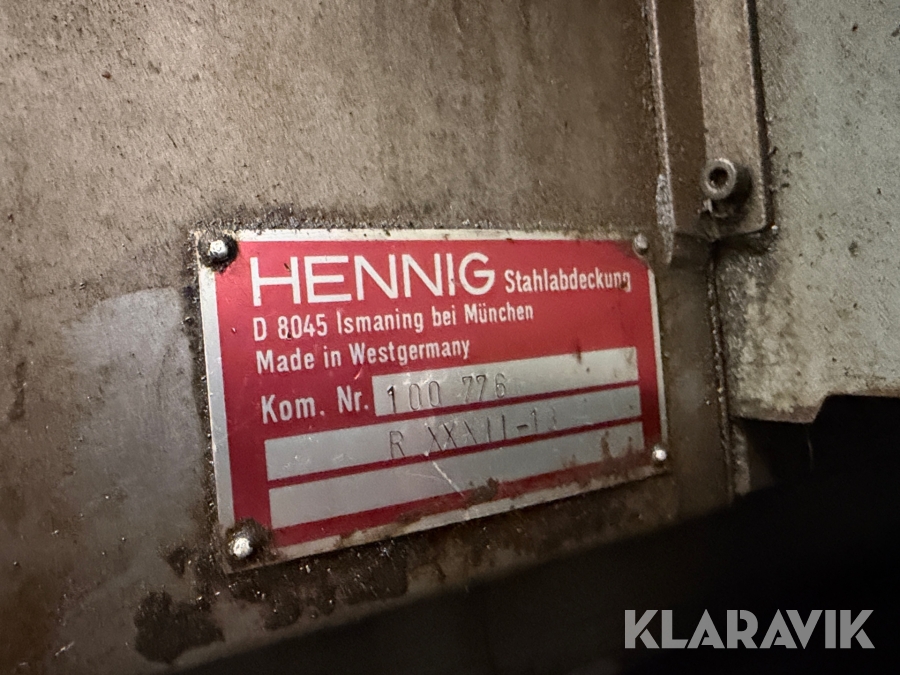 HENNIG Stahlabdeckung
D 8045 Ismaning bei München
Made in Westgermany
Kom. Nr. 100 776
R
KLARAVIK